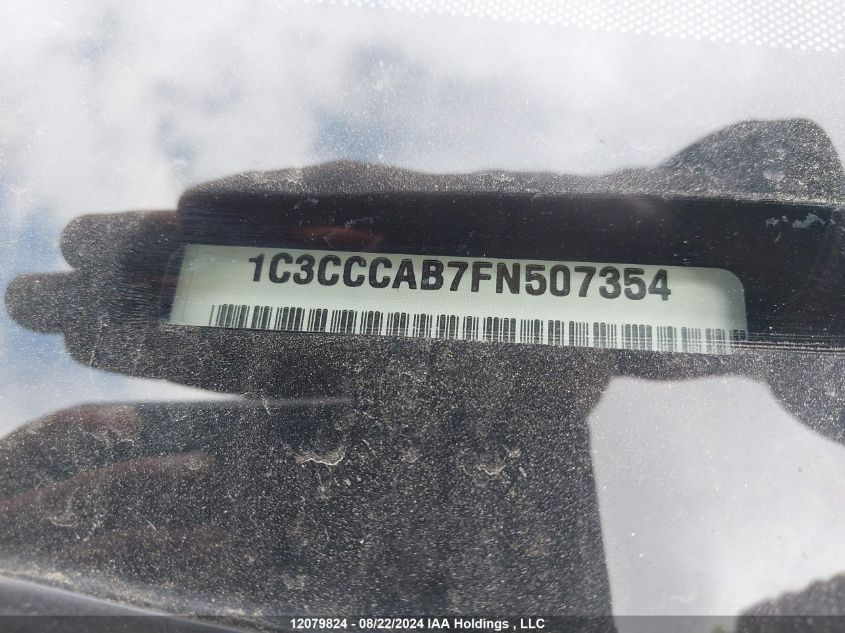 1C3CCCAB7FN507354
12079824 - 08/22/2024 IAA Holdings , LLC